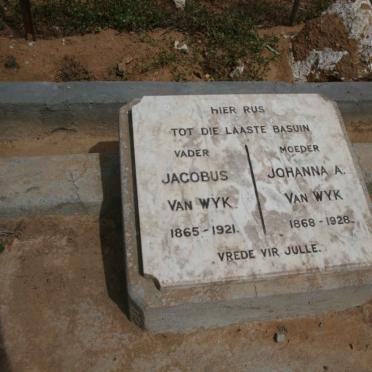 HIER RUS
TOT DIE LAASTE BASUIN
VADER
JACOBUS
VAN WYK
1865-1921.
MOEDER
JOHANNA A.
VAN WYK
1868-1928.
VREDE VIR JULLE.